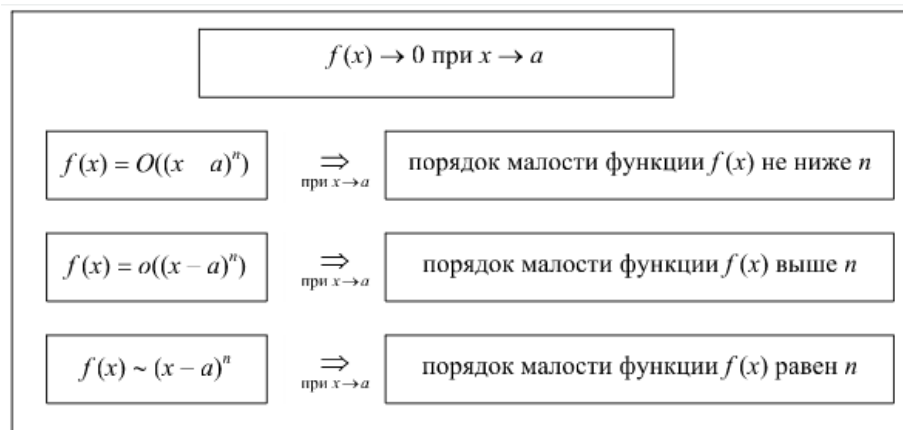 f(x) → 0 при x → a
f(x) = O((x   a)ⁿ) ⇒ при x→a порядок малости функции f(x) не ниже n
f(x) = o((x – a)ⁿ) ⇒ при x→a порядок малости функции f(x) выше n
f(x) ~ (x – a)ⁿ ⇒ при x→a порядок малости функции f(x) равен n